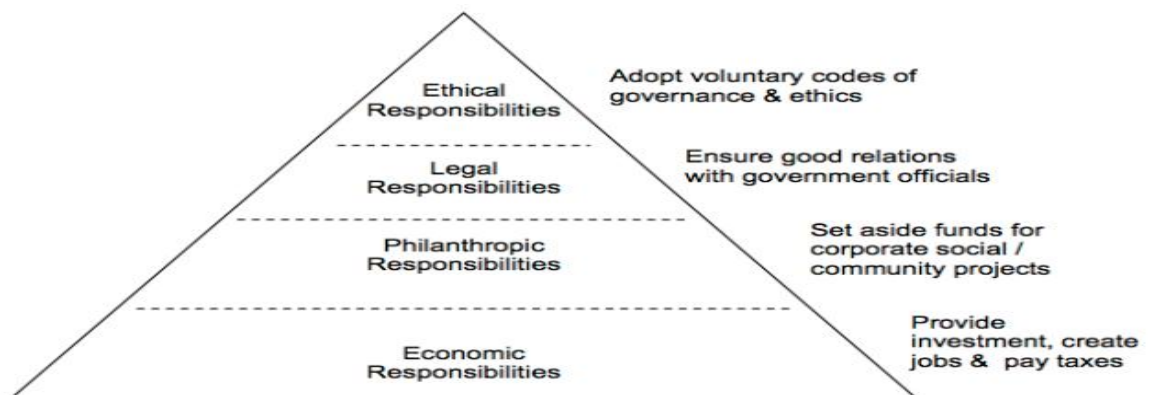 Ethical
Responsibilities
Adopt voluntary codes of
governance & ethics
Legal
Responsibilities
Ensure good relations
with government officials
Philanthropic
Responsibilities
Set aside funds for
corporate social /
community projects
Economic
Responsibilities
Provide
investment, create
jobs & pay taxes